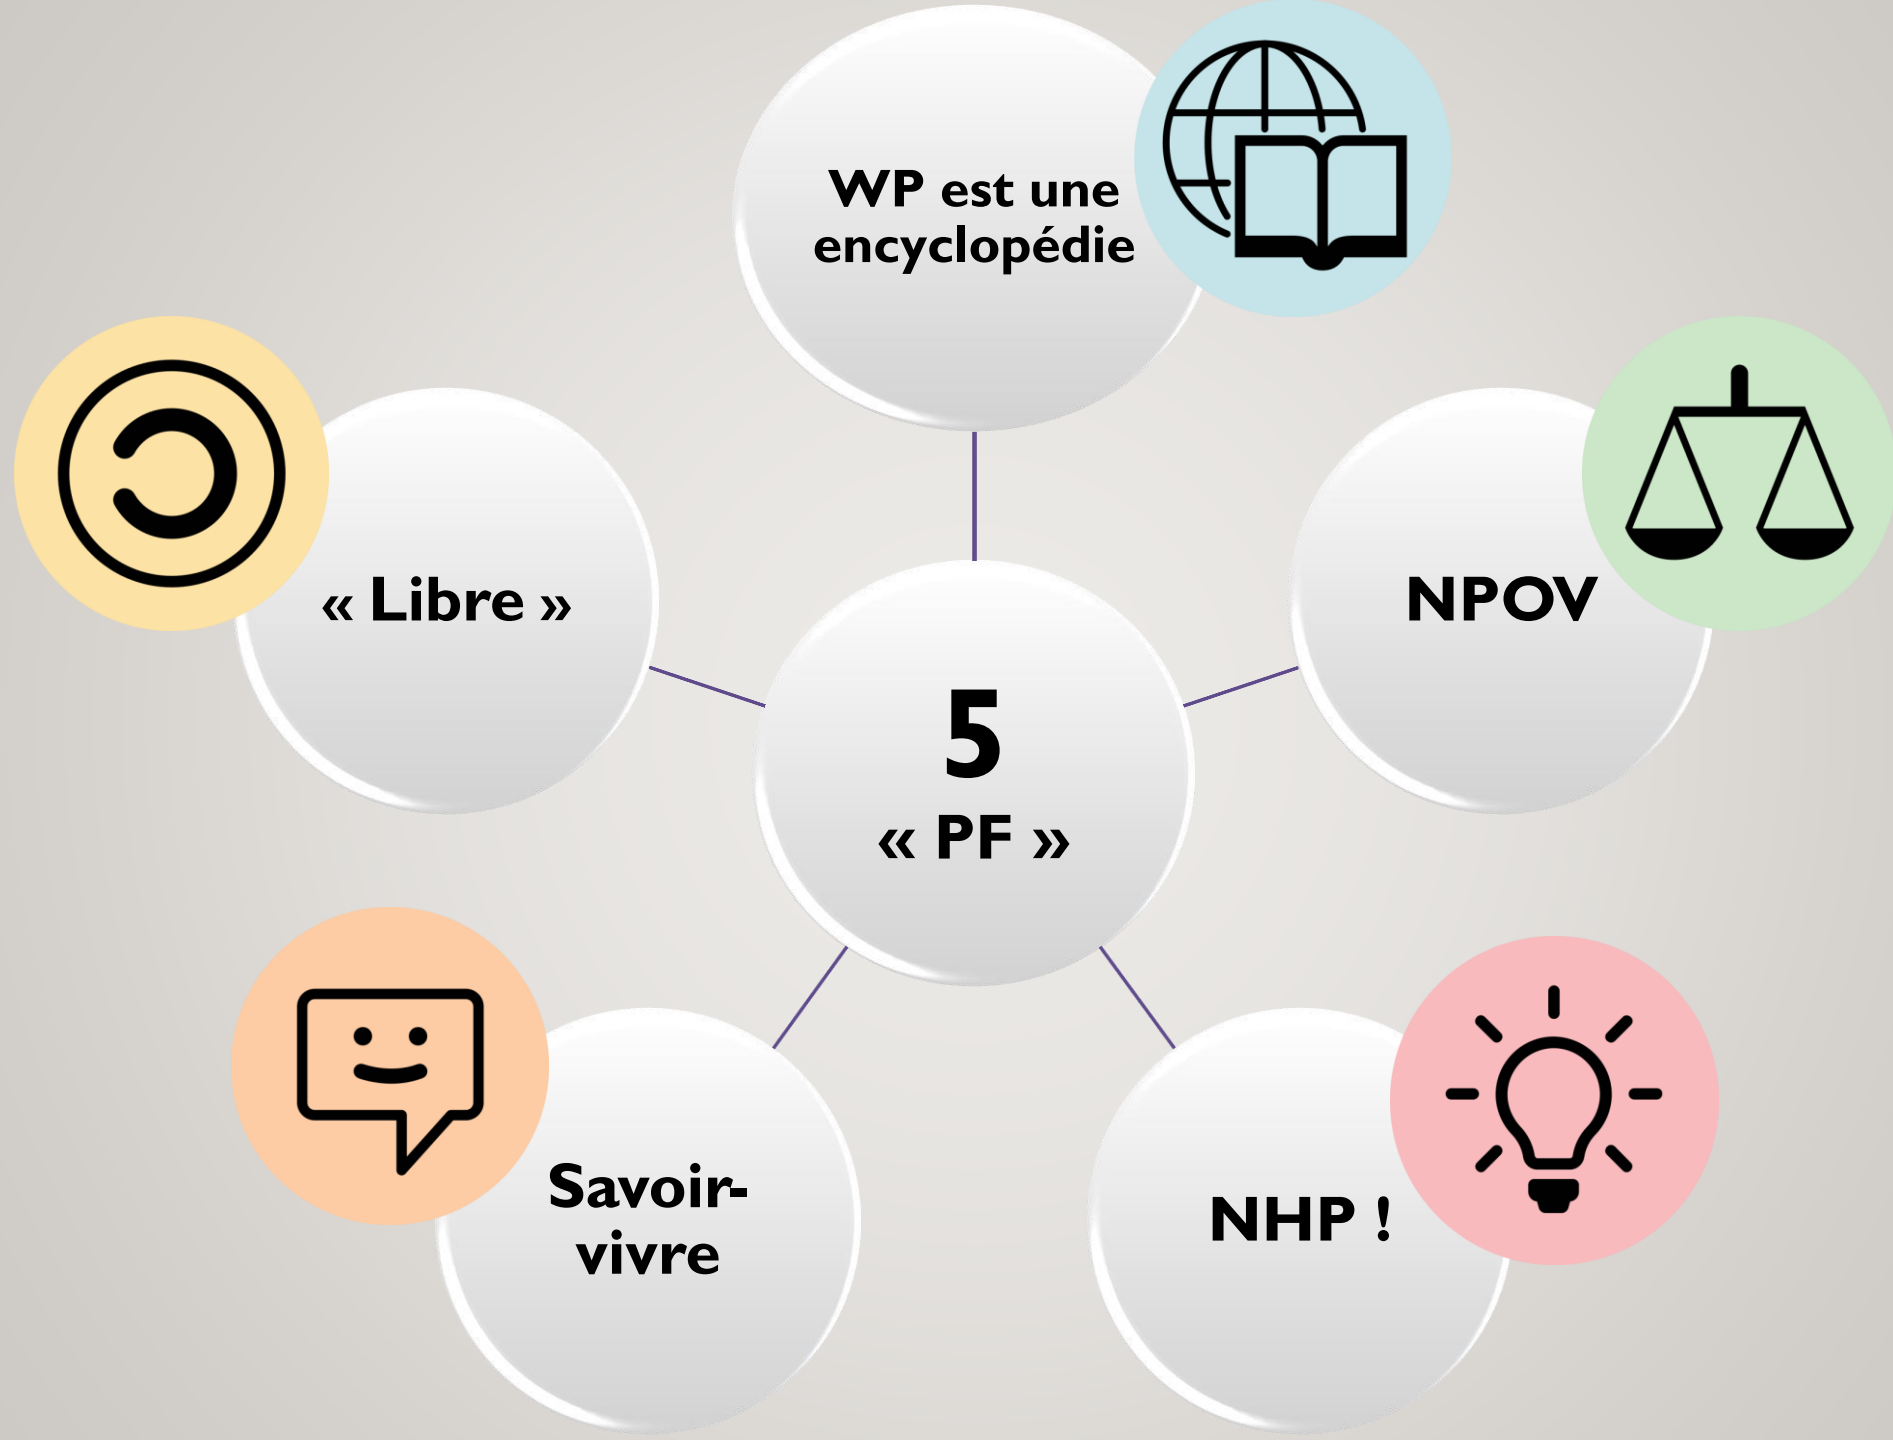 WP est une
encyclopédie
« Libre »
NPOV
5
« PF »
Savoir-
vivre
NHP !